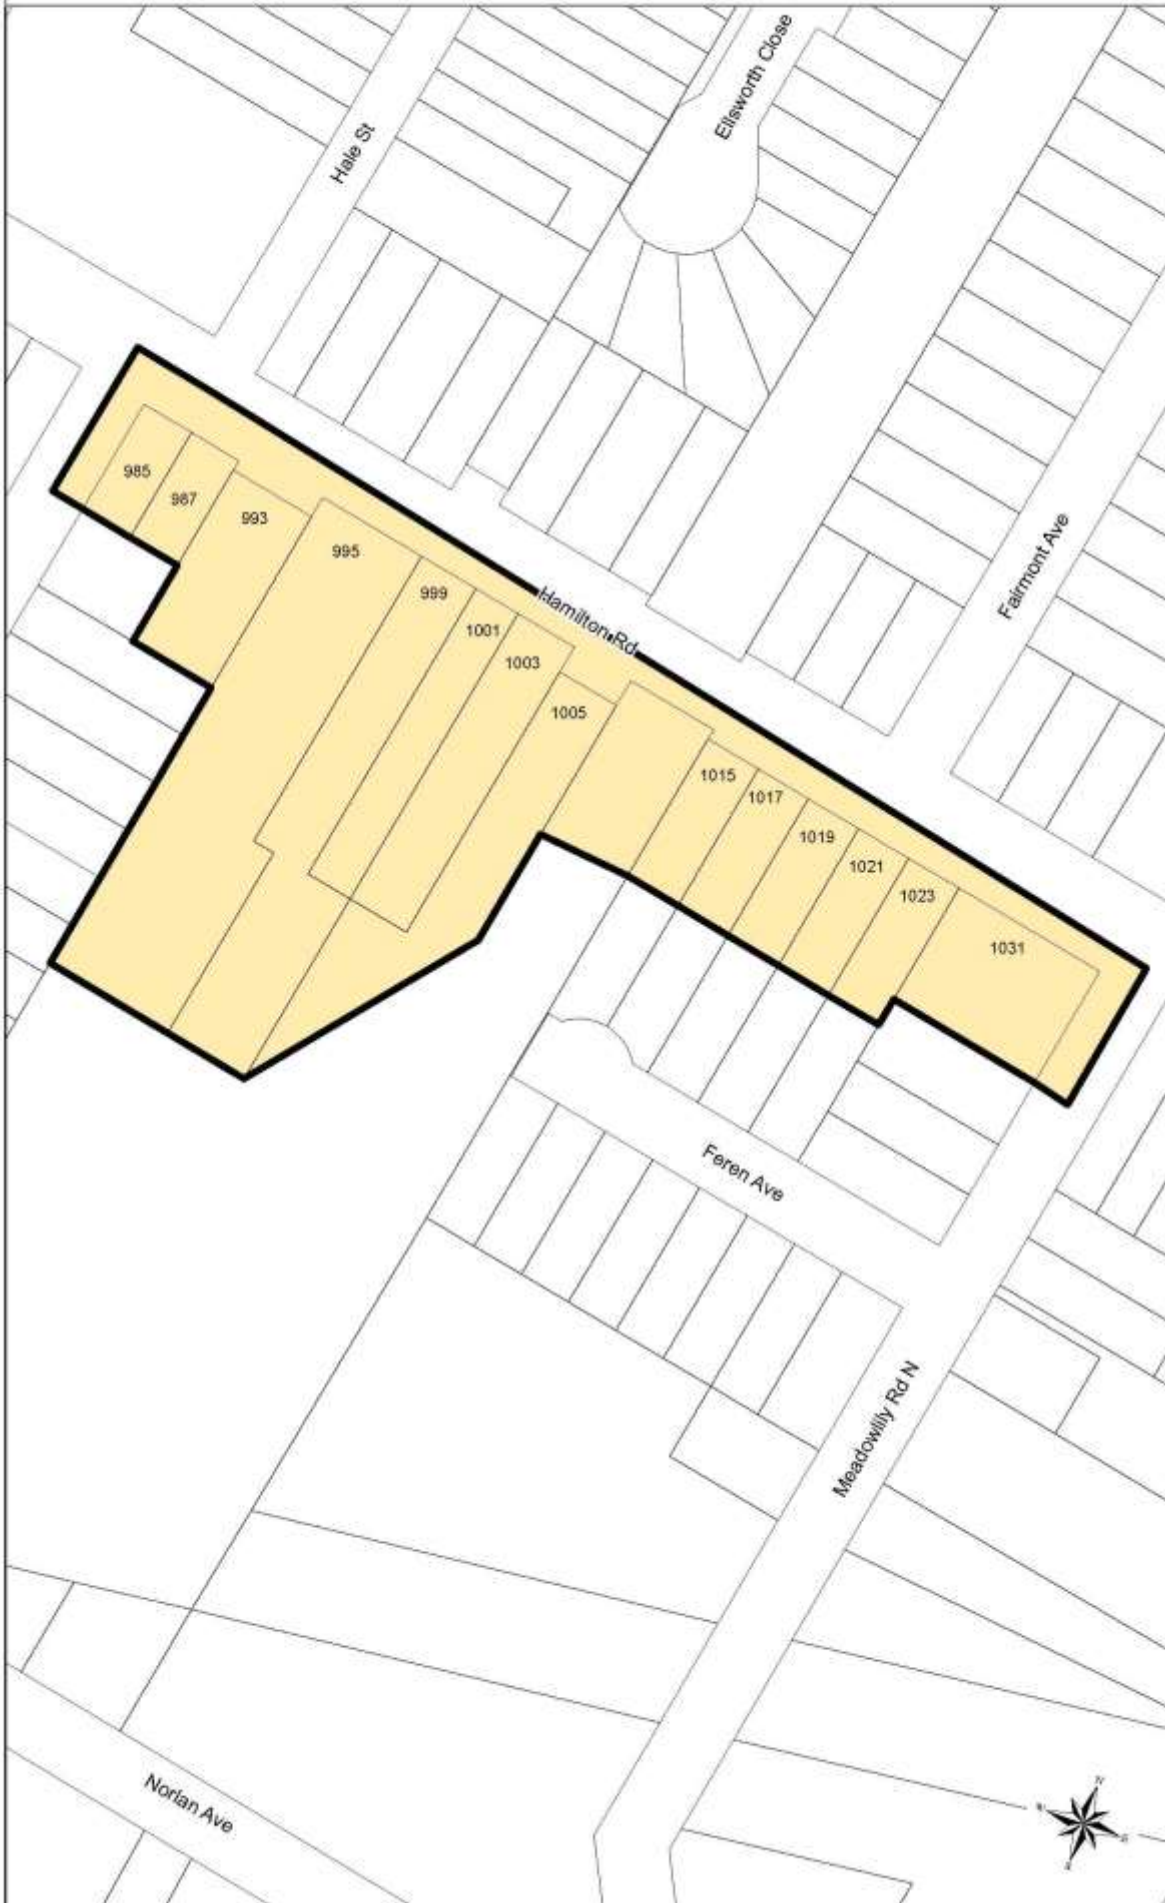 Ellsworth Close
Hale St
985
987
993
995
999
Hamilton Rd
1001
1003
1005
Fairmont Ave
1015
1017
1019
1021
1023
1031
Feren Ave
Meadowlily Rd N
Norlan Ave
N
W
E
S